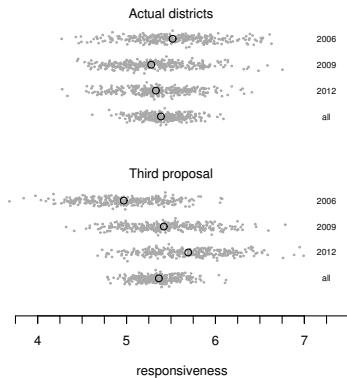 Actual districts
2006
2009
2012
all
Third proposal
2006
2009
2012
all
4 5 6 7
responsiveness